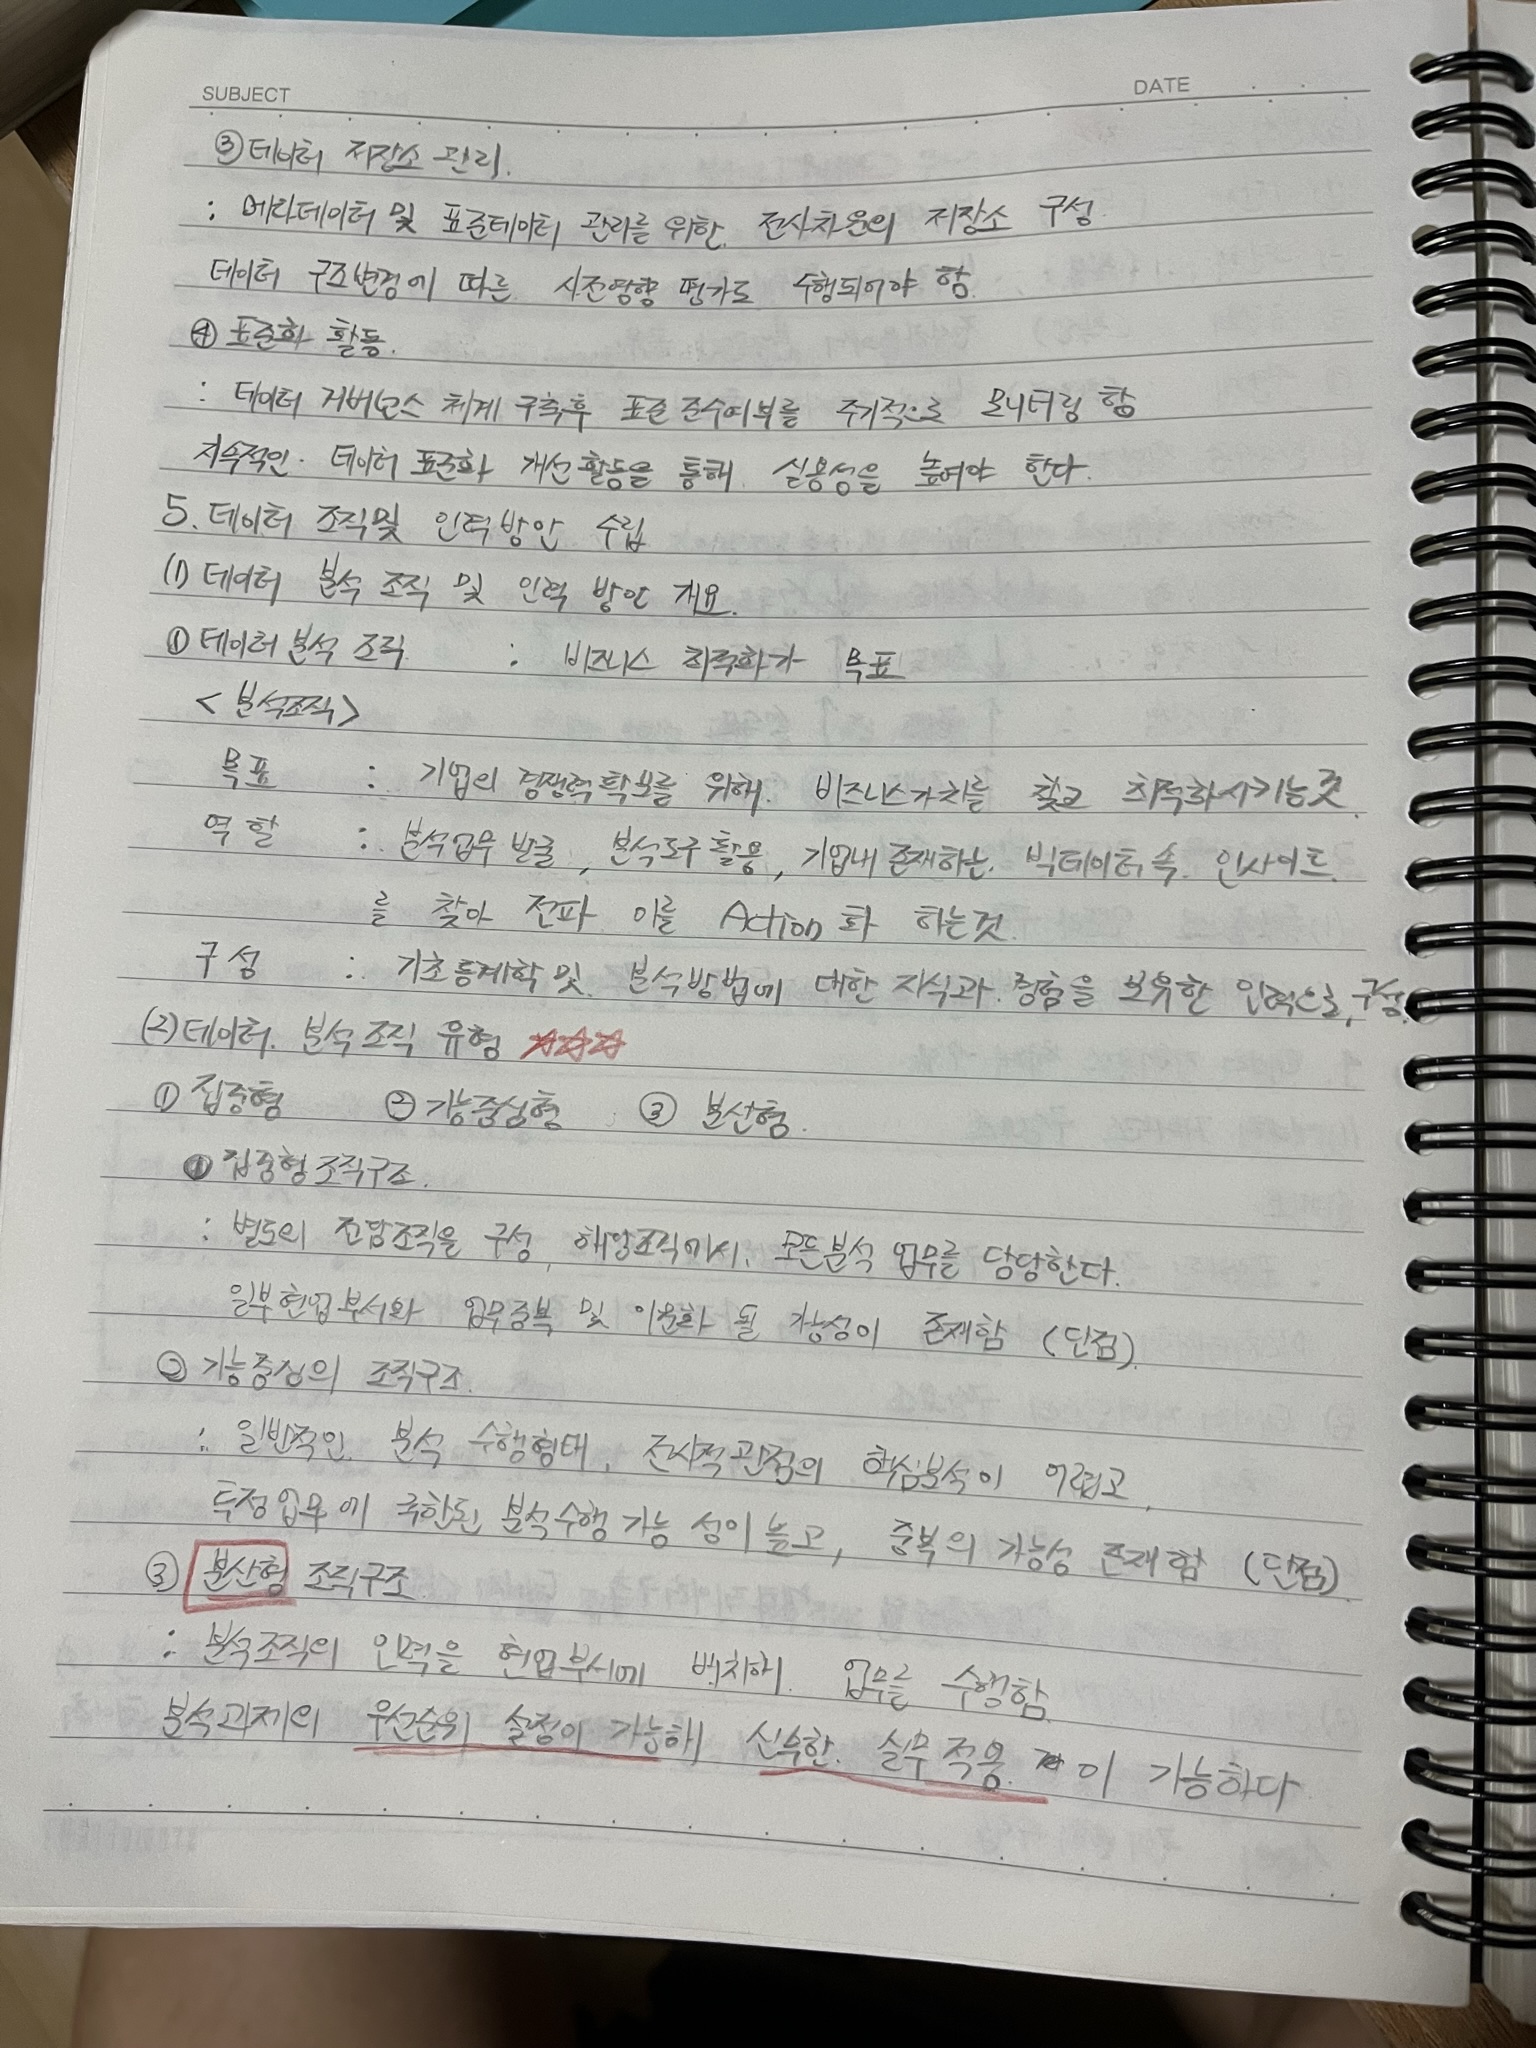 SUBJECT
DATE
③ 데이터 저장소 관리.
: 메타데이터 및 표준데이터 관리를 위한. 전사차원의 저장소 구성.
데이터 구조변경에 따른. 사전영향 평가도 수행되어야 함.
④ 표준화 활동.
: 데이터 거버넌스 체계 구축후 표준 준수여부를 주기적으로 모니터링 함
지속적인. 데이터 표준화 개선 활동을 통해. 실용성을 높여야 한다.
5. 데이터 조직및 인력방안 수립
(1) 데이터 분석 조직 및 인력 방안 개요.
① 데이터 분석 조직 : 비즈니스 최적화가 목표
<분석조직>
목표 : 기업의 경쟁력확보를 위해. 비즈니스가치를 찾고 최적화시키는것
역할 : 분석업무 발굴, 분석도구 활용, 기업내 존재하는. 빅데이터 속. 인사이트.
를 찾아 전파 이를 Action화 하는것.
구성 : 기초통계학 및. 분석방법에 대한 지식과. 경험을 보유한 인력으로, 구성.
(2) 데이터. 분석 조직 유형 ☆☆☆
① 집중형 ② 기능중심형 ③ 분산형.
① 집중형 조직구조.
: 별도의 전담조직을 구성, 해당조직에서. 모든분석 업무를 담당한다.
일부현업부서와 업무중복 및 이원화 될 가능성이 존재함 (단점).
② 기능중심의 조직구조.
: 일반적인. 분석 수행형태, 전사적관점의 핵심분석이 어렵고,
특정업무에 국한된 분석수행 가능성이 높고, 중복의 가능성 존재함 (단점)
③ 분산형 조직구조.
: 분석조직의 인력을 현업부서에 배치해. 업무를 수행함.
분석과제의 우선순위 설정이 가능해 신속한. 실무적용. 이 가능하다